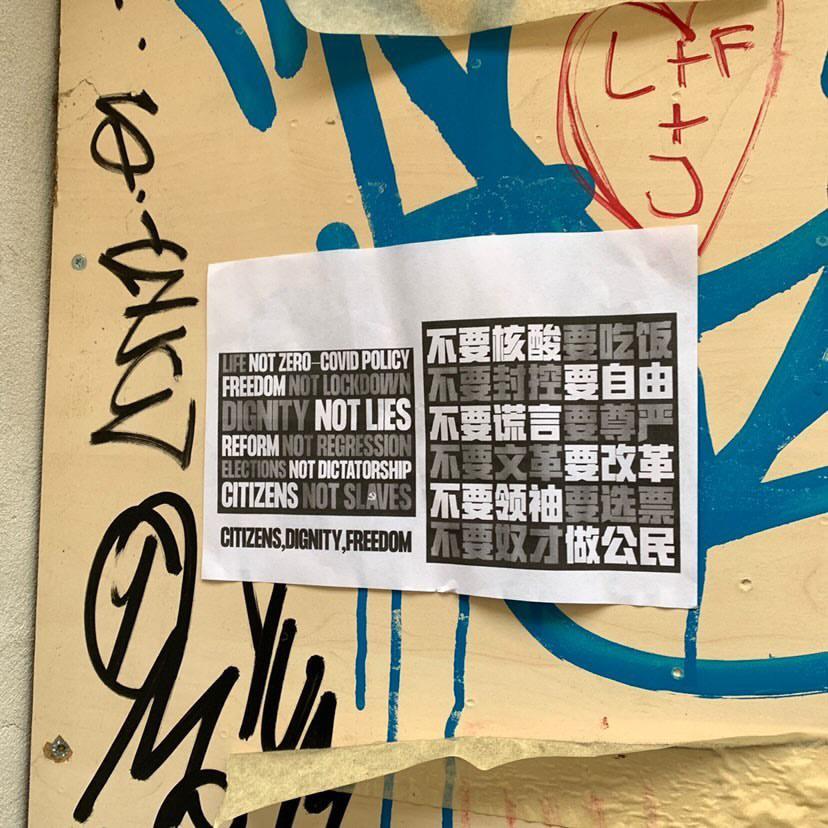 L+F
+
J
LIFE NOT ZERO-COVID POLICY
FREEDOM NOT LOCKDOWN
DIGNITY NOT LIES
REFORM NOT REGRESSION
ELECTIONS NOT DICTATORSHIP
CITIZENS NOT SLAVES
CITIZENS,DIGNITY,FREEDOM
不要核酸要吃饭
不要封控要自由
不要谎言要尊严
不要文革要改革
不要领袖要选票
不要奴才做公民